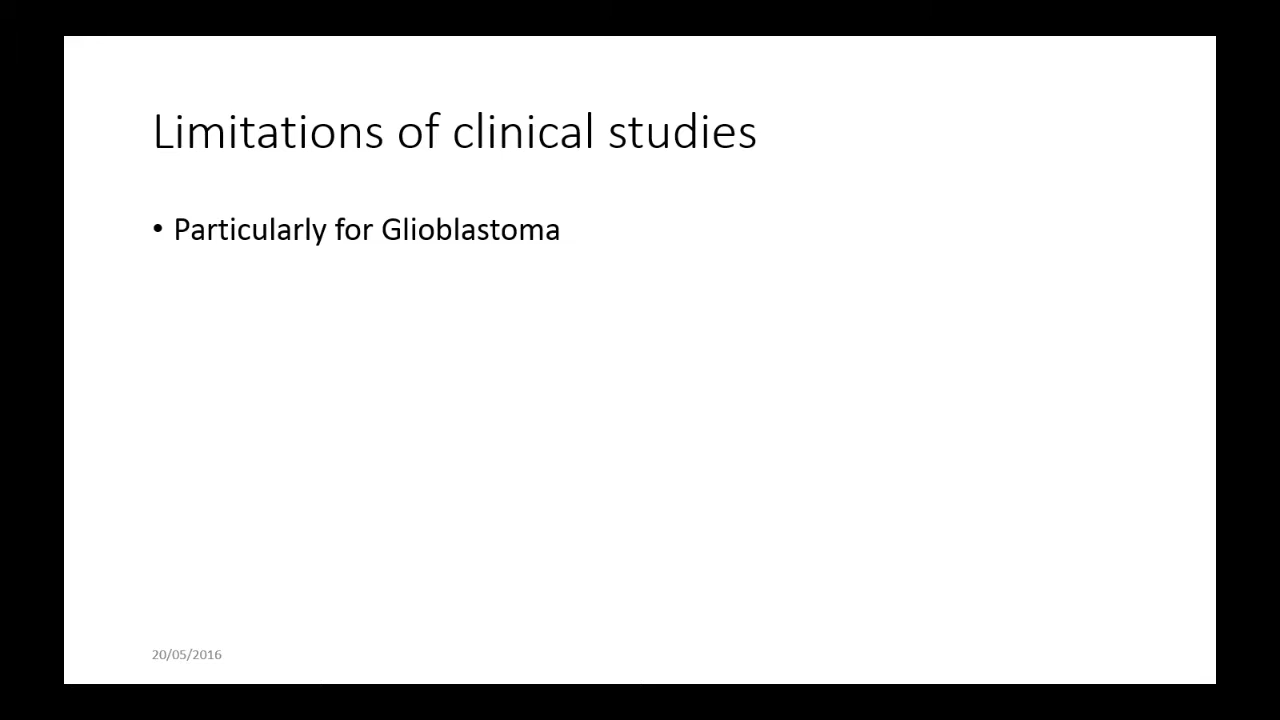 Limitations of clinical studies
• Particularly for Glioblastoma
20/05/2016